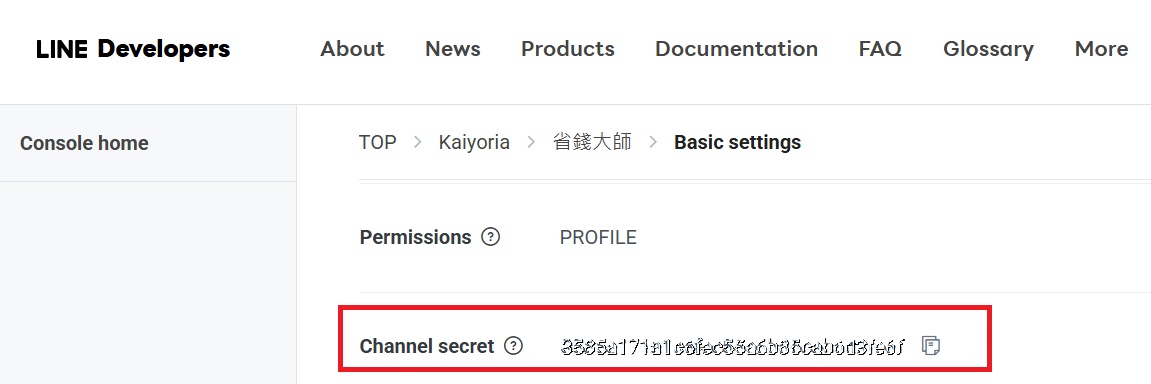 LINE Developers About News Products Documentation FAQ Glossary More
Console home
TOP > Kaiyoria > 省錢大師 > Basic settings
Permissions ? PROFILE
Channel secret ?